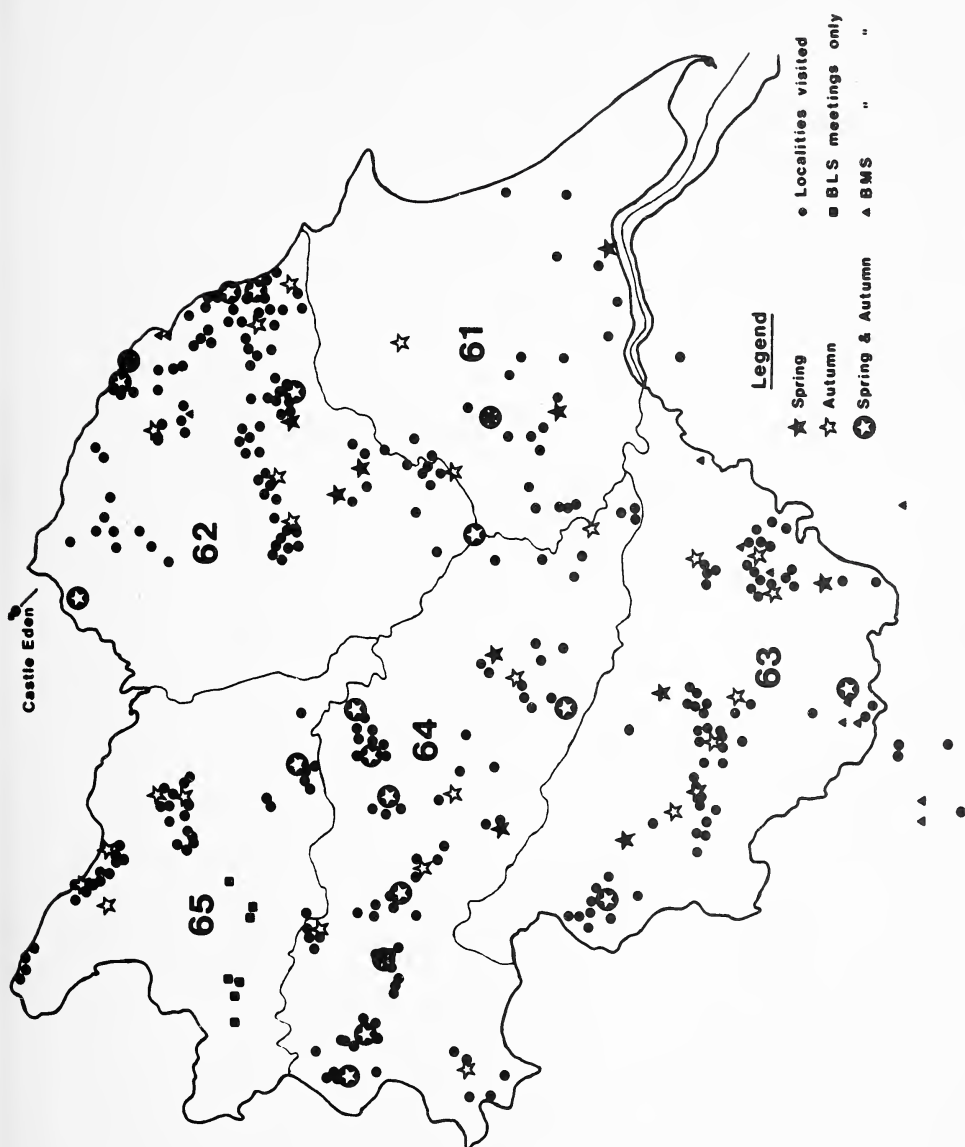 Castle Eden
62
65
61
64
63
Legend
Spring
Autumn
Spring & Autumn
Localities visited
BLS meetings only
BMS " "